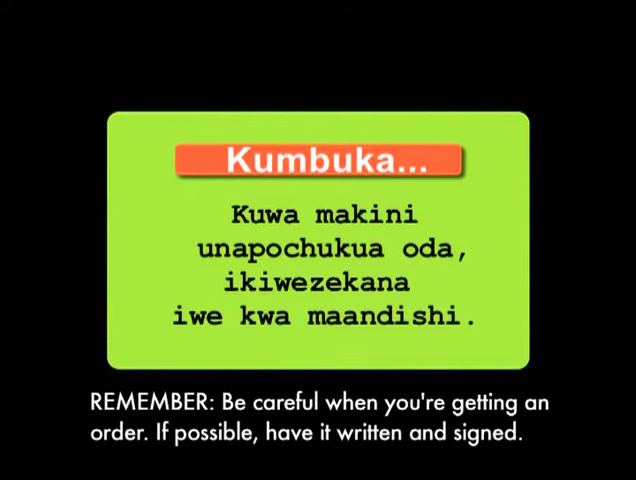 Kumbuka...
Kuwa makini
unapochukua oda,
ikiwezekana
iwe kwa maandishi.
REMEMBER: Be careful when you're getting an
order. If possible, have it written and signed.